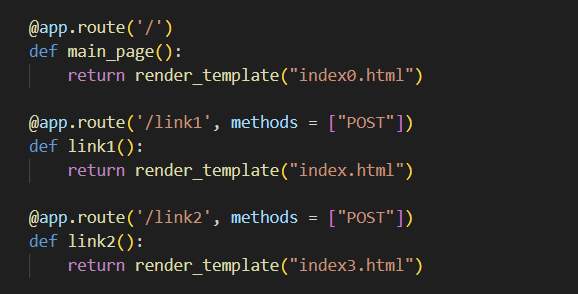 @app.route('/')
def main_page():
    return render_template("index0.html")

@app.route('/link1', methods = ["POST"])
def link1():
    return render_template("index.html")

@app.route('/link2', methods = ["POST"])
def link2():
    return render_template("index3.html")